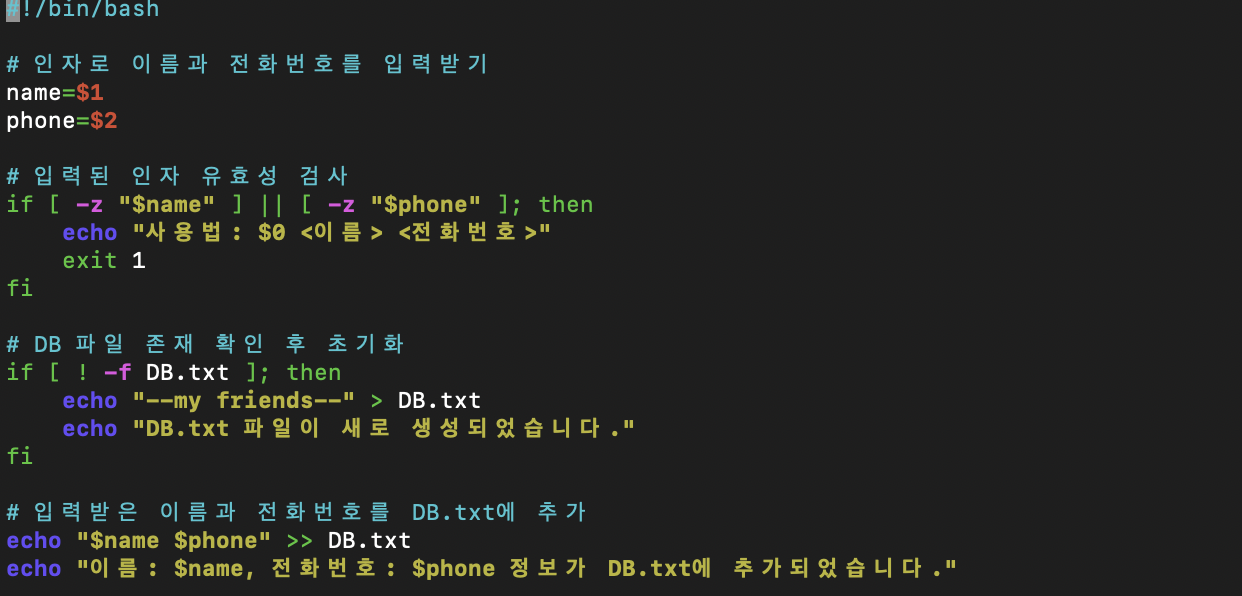 #!/bin/bash
# 인자로 이름과 전화번호를 입력받기
name=$1
phone=$2
# 입력된 인자 유효성 검사
if [ -z "$name" ] || [ -z "$phone" ]; then
    echo "사용법: $0 <이름> <전화번호>"
    exit 1
fi
# DB 파일 존재 확인 후 초기화
if [ ! -f DB.txt ]; then
    echo "--my friends--" > DB.txt
    echo "DB.txt 파일이 새로 생성되었습니다."
fi
# 입력받은 이름과 전화번호를 DB.txt에 추가
echo "$name $phone" >> DB.txt
echo "이름: $name, 전화번호: $phone 정보가 DB.txt에 추가되었습니다."